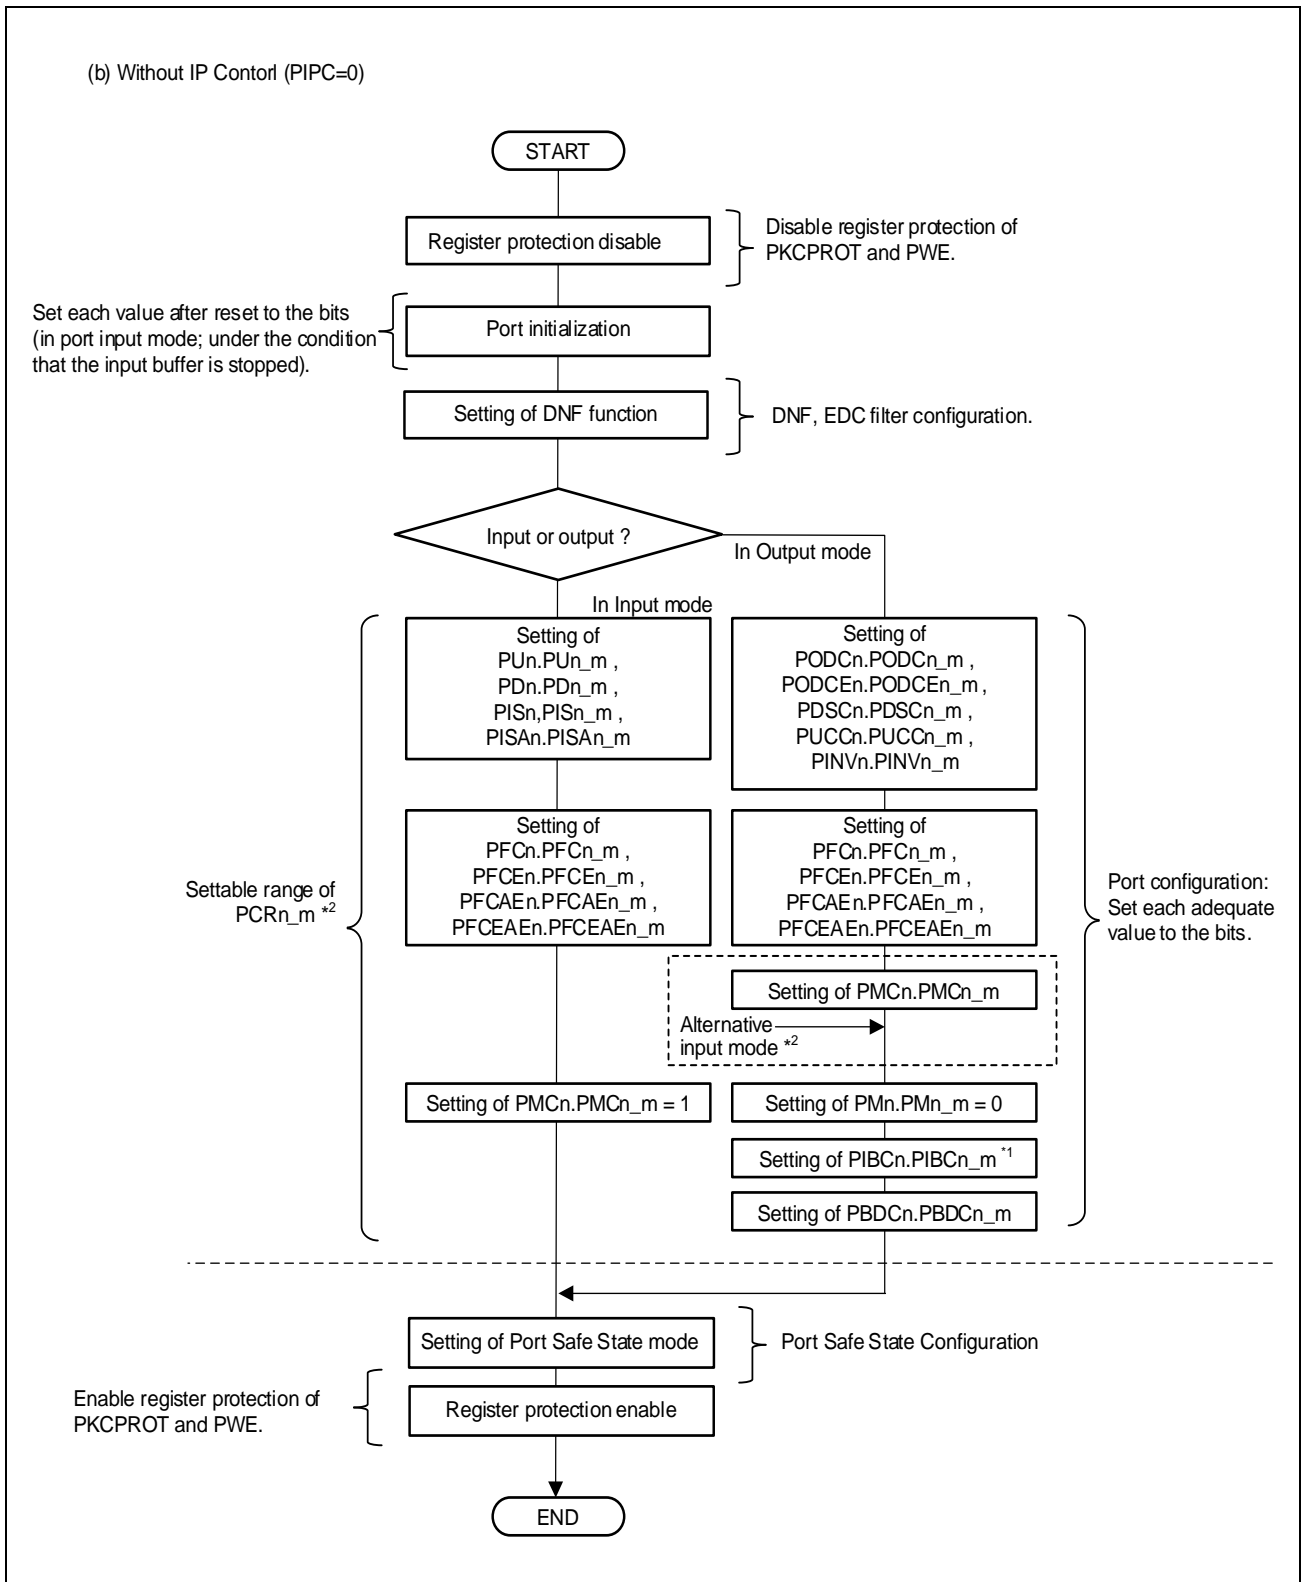 (b) Without IP Contorl (PIPC=0)
START
Register protection disable
Disable register protection of
PKCPROT and PWE.
Set each value after reset to the bits
(in port input mode; under the condition
that the input buffer is stopped).
Port initialization
Setting of DNF function
DNF, EDC filter configuration.
Input or output ?
In Output mode
In Input mode
Setting of
PUn.PUn_m ,
PDn.PDn_m ,
PISn,PISn_m ,
PISAn.PISAn_m
Setting of
PODCn.PODCn_m ,
PODCEn.PODCEn_m ,
PDSCn.PDSCn_m ,
PUCCn.PUCCn_m ,
PINVn.PINVn_m
Setting of
PFCn.PFCn_m ,
PFCEn.PFCEn_m ,
PFCAEn.PFCAEn_m ,
PFCEAEn.PFCEAEn_m
Setting of
PFCn.PFCn_m ,
PFCEn.PFCEn_m ,
PFCAEn.PFCAEn_m ,
PFCEAEn.PFCEAEn_m
Settable range of
PCRn_m *2
Port configuration:
Set each adequate
value to the bits.
Setting of PMCn.PMCn_m
Alternative
input mode *2
Setting of PMCn.PMCn_m = 1
Setting of PMn.PMn_m = 0
Setting of PIBCn.PIBCn_m *1
Setting of PBDCn.PBDCn_m
Setting of Port Safe State mode
Port Safe State Configuration
Enable register protection of
PKCPROT and PWE.
Register protection enable
END